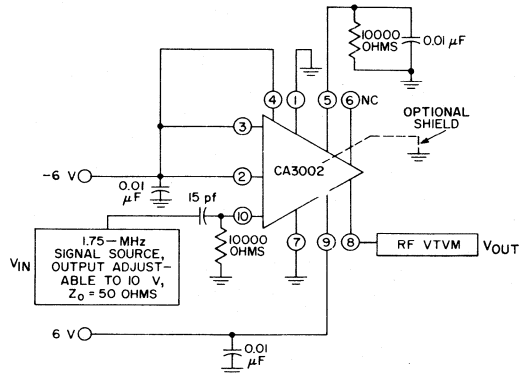 10000
OHMS
0.01 μF
4
1
5
6
NC
OPTIONAL
SHIELD
3
CA3002
-6 V
2
0.01
μF
15 pf
10
10000
OHMS
7
9
8
RF VTVM
VOUT
VIN
1.75-MHz
SIGNAL SOURCE,
OUTPUT ADJUST-
ABLE TO 10 V,
ZO = 50 OHMS
6 V
0.01
μF